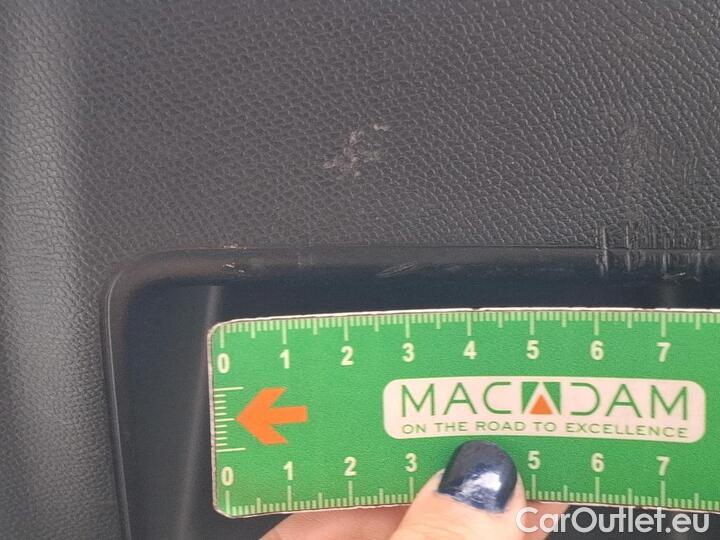 0 1 2 3 4 5 6 7
MACADAM
ON THE ROAD TO EXCELLENCE
0 1 2 3 5 6 7
CarOutlet.eu